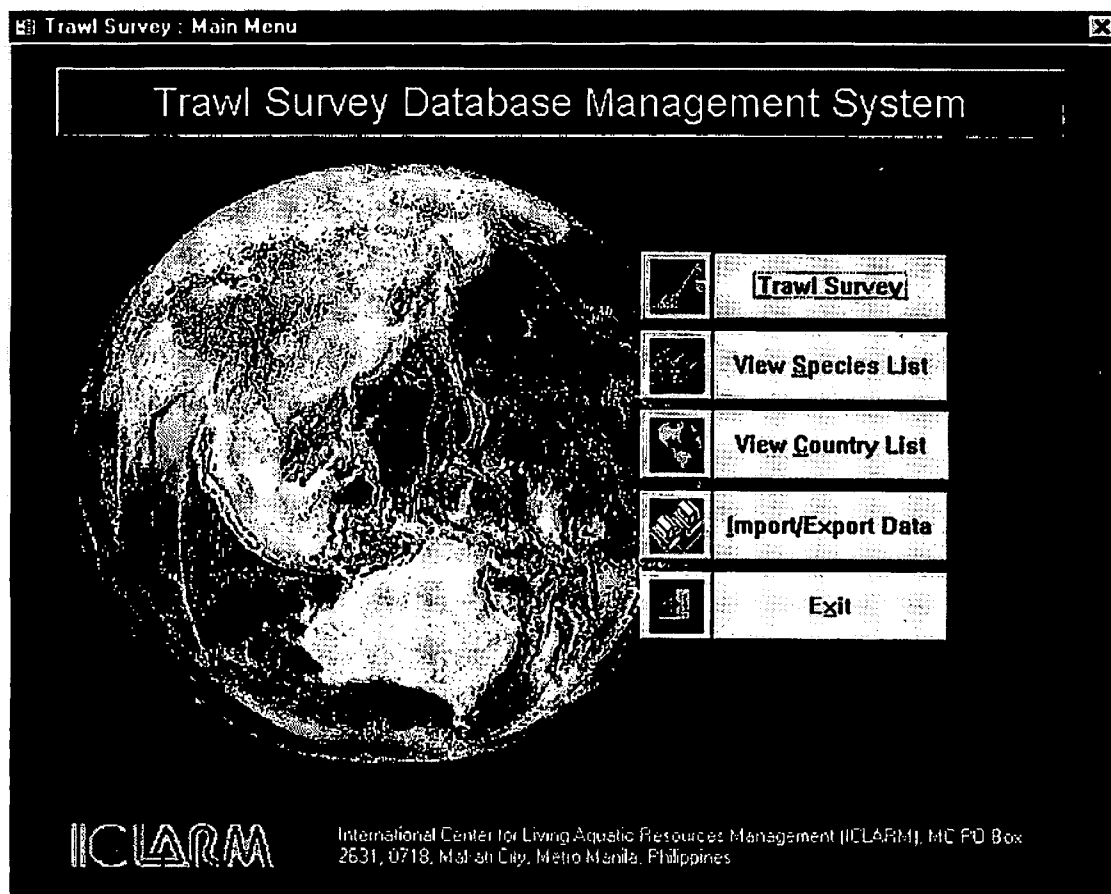 Trawl Survey : Main Menu
Trawl Survey Database Management System
Trawl Survey
View Species List
View Country List
Import/Export Data
Exit
ICLARM
International Center for Living Aquatic Resources Management (ICLARM), MC PO Box
2631, 0718, Makati City, Metro Manila, Philippines